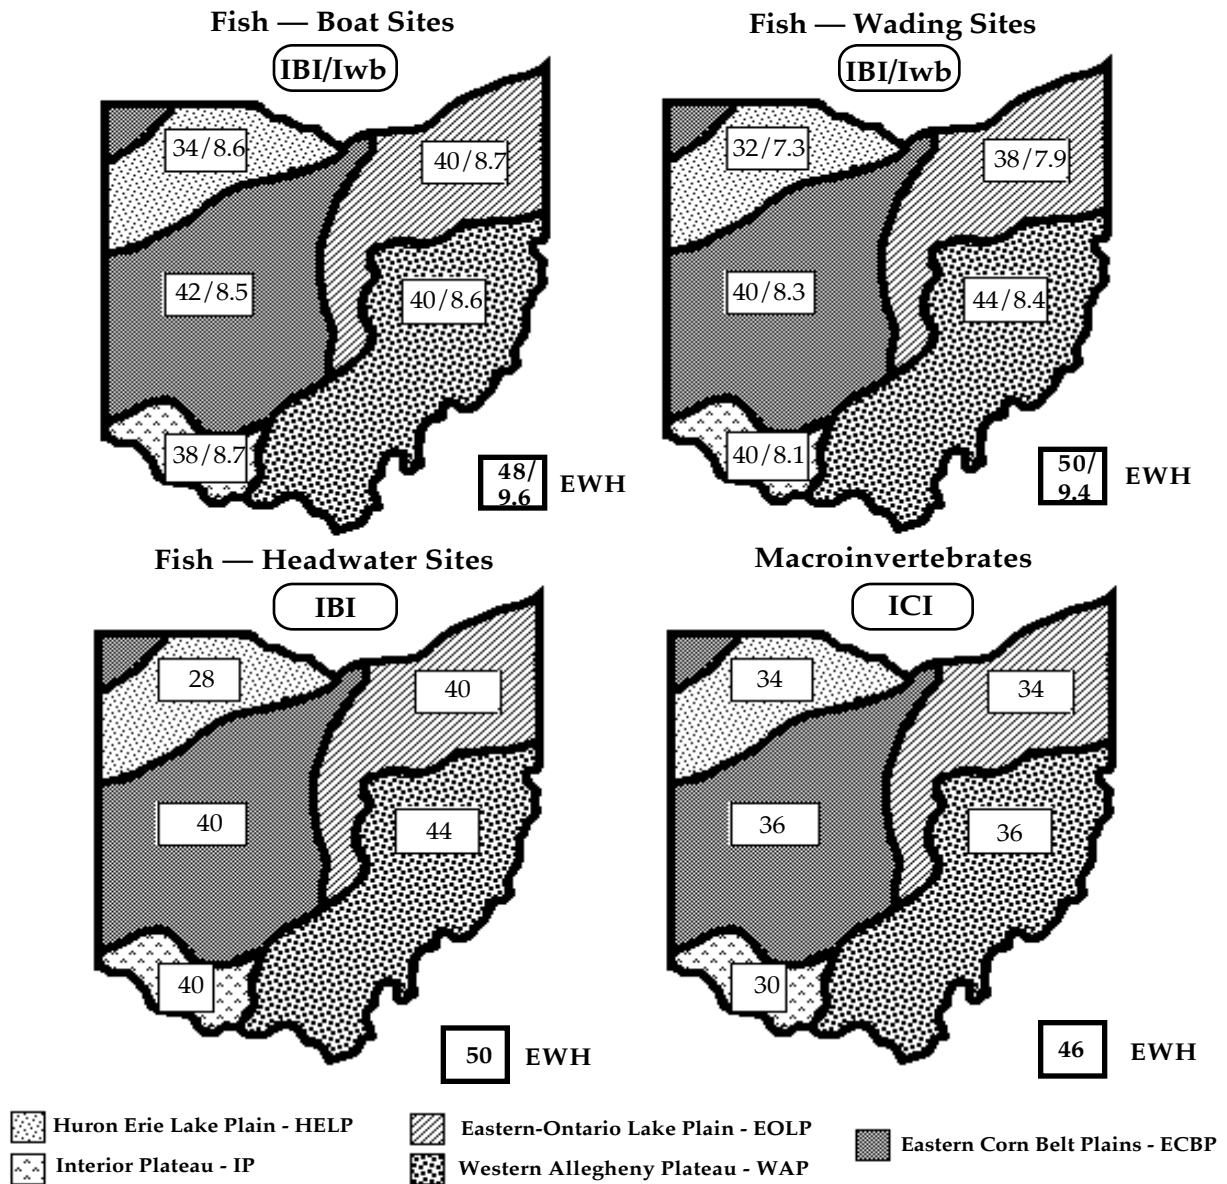 Fish — Boat Sites
IBI/Iwb
34/8.6
40/8.7
42/8.5
40/8.6
38/8.7
48/
9.6
EWH
Fish — Wading Sites
IBI/Iwb
32/7.3
38/7.9
40/8.3
44/8.4
40/8.1
50/
9.4
EWH
Fish — Headwater Sites
IBI
28
40
40
44
40
50
EWH
Macroinvertebrates
ICI
34
34
36
36
30
46
EWH
Huron Erie Lake Plain - HELP
Interior Plateau - IP
Eastern-Ontario Lake Plain - EOLP
Western Allegheny Plateau - WAP
Eastern Corn Belt Plains - ECBP